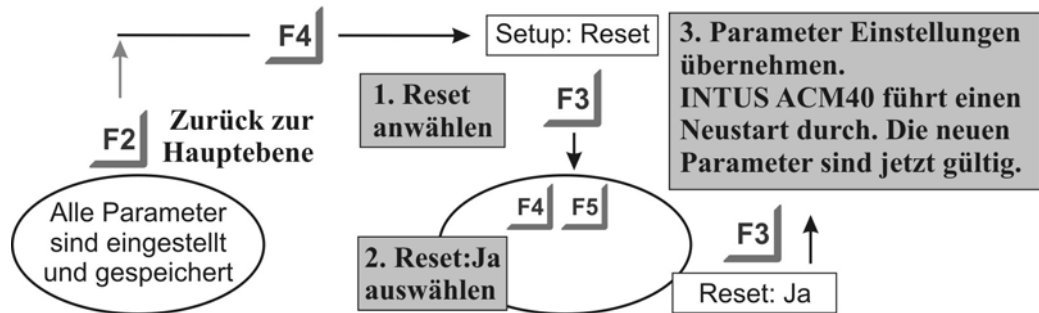 F4
Setup: Reset
3. Parameter Einstellungen
übernehmen.
INTUS ACM40 führt einen
Neustart durch. Die neuen
Parameter sind jetzt gültig.
1. Reset
anwählen
F3
F2
Zurück zur
Hauptebene
Alle Parameter
sind eingestellt
und gespeichert
F4
F5
2. Reset:Ja
auswählen
F3
Reset: Ja